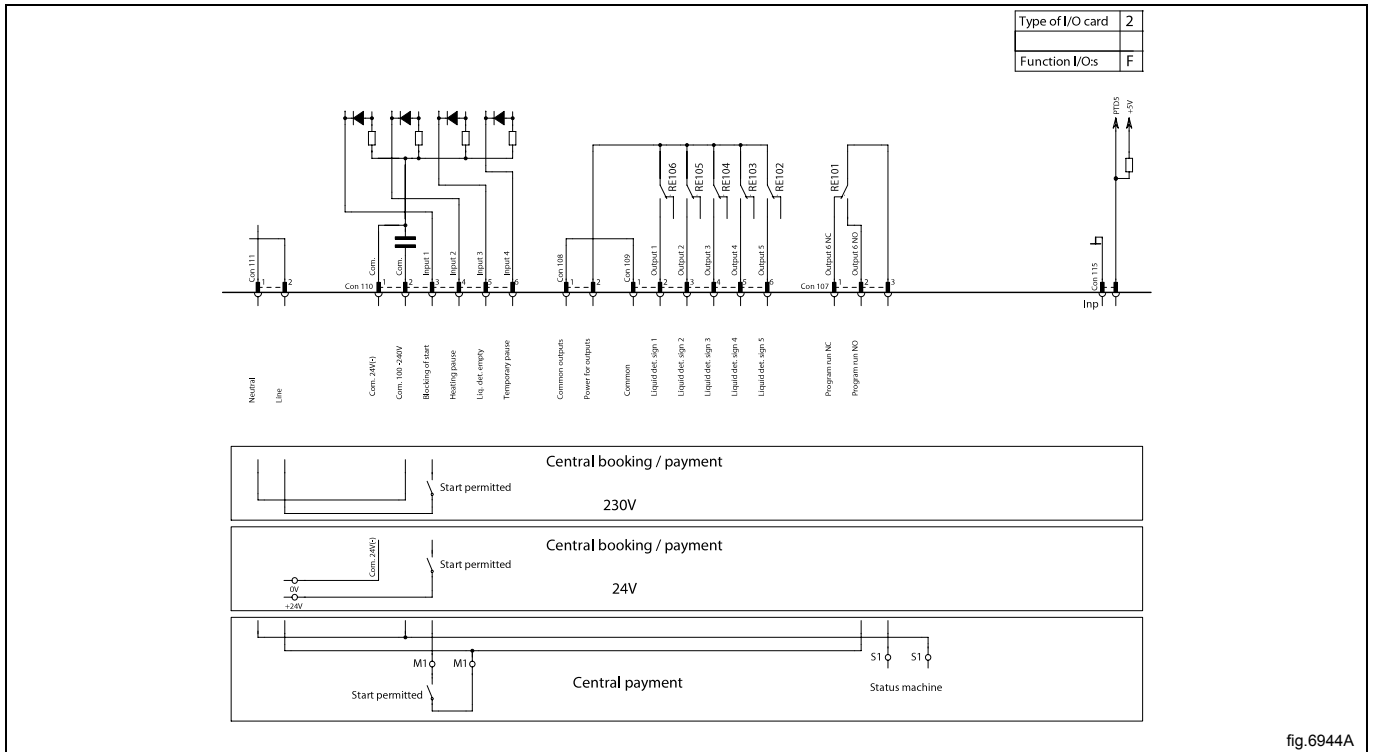 Type of I/O card 2
Function I/O:s F
PTD5
+5V
RE106
RE105
RE104
RE103
RE102
RE101
Con 111
1
2
Con 110
Com.
Com.
Input 1
Input 2
Input 3
Input 4
1
2
3
4
5
6
Con 108
1
2
Con 109
Output 1
Output 2
Output 3
Output 4
Output 5
1
2
3
4
5
6
Con 107
Output 6 NC
Output 6 NO
1
2
3
Con 115
1
2
Inp
Neutral
Line
Com. 24V(-)
Com. 100 -240V
Blocking of start
Heating pause
Liq. det. empty
Temporary pause
Common outputs
Power for outputs
Common
Liquid det. sign 1
Liquid det. sign 2
Liquid det. sign 3
Liquid det. sign 4
Liquid det. sign 5
Program run NC
Program run NO
Central booking / payment
Start permitted
230V
Central booking / payment
Com. 24V(-)
Start permitted
0V
24V
+24V
M1
M1
S1
S1
Start permitted
Central payment
Status machine
fig.6944A